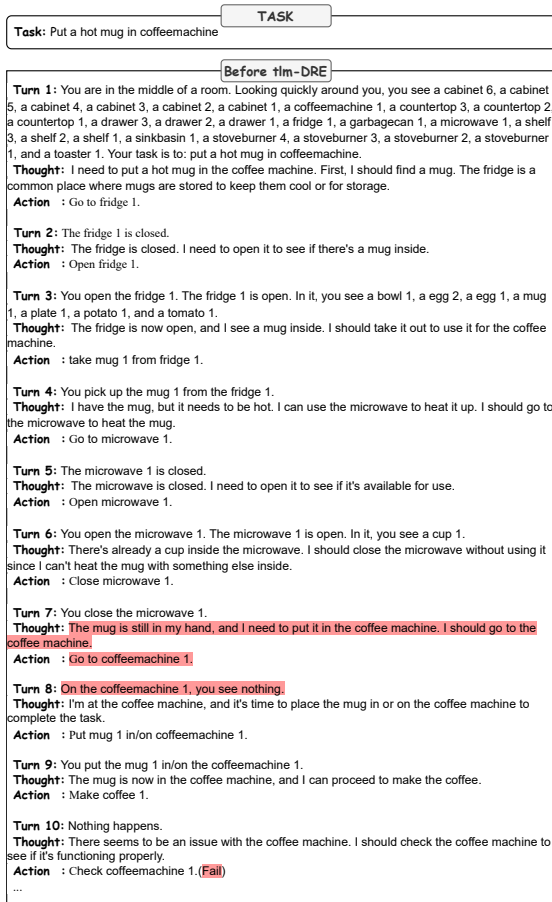 TASK
Task: Put a hot mug in coffeemachine
Before tlm-DRE
Turn 1: You are in the middle of a room. Looking quickly around you, you see a cabinet 6, a cabinet
5, a cabinet 4, a cabinet 3, a cabinet 2, a cabinet 1, a coffeemachine 1, a countertop 3, a countertop 2,
a countertop 1, a drawer 3, a drawer 2, a drawer 1, a fridge 1, a garbagecan 1, a microwave 1, a shelf
3, a shelf 2, a shelf 1, a sinkbasin 1, a stoveburner 4, a stoveburner 3, a stoveburner 2, a stoveburner
1, and a toaster 1. Your task is to: put a hot mug in coffeemachine.
Thought: I need to put a hot mug in the coffee machine. First, I should find a mug. The fridge is a
common place where mugs are stored to keep them cool or for storage.
Action : Go to fridge 1.
Turn 2: The fridge 1 is closed.
Thought: The fridge is closed. I need to open it to see if there's a mug inside.
Action : Open fridge 1.
Turn 3: You open the fridge 1. The fridge 1 is open. In it, you see a bowl 1, a egg 2, a egg 1, a mug
1, a plate 1, a potato 1, and a tomato 1.
Thought: The fridge is now open, and I see a mug inside. I should take it out to use it for the coffee
machine.
Action : take mug 1 from fridge 1.
Turn 4: You pick up the mug 1 from the fridge 1.
Thought: I have the mug, but it needs to be hot. I can use the microwave to heat it up. I should go to
the microwave to heat the mug.
Action : Go to microwave 1.
Turn 5: The microwave 1 is closed.
Thought: The microwave is closed. I need to open it to see if it's available for use.
Action : Open microwave 1.
Turn 6: You open the microwave 1. The microwave 1 is open. In it, you see a cup 1.
Thought: There's already a cup inside the microwave. I should close the microwave without using it
since I can't heat the mug with something else inside.
Action : Close microwave 1.
Turn 7: You close the microwave 1.
Thought: The mug is still in my hand, and I need to put it in the coffee machine. I should go to the
coffee machine.
Action : Go to coffeemachine 1.
Turn 8: On the coffeemachine 1, you see nothing.
Thought: I'm at the coffee machine, and it's time to place the mug in or on the coffee machine to
complete the task.
Action : Put mug 1 in/on coffeemachine 1.
Turn 9: You put the mug 1 in/on the coffeemachine 1.
Thought: The mug is now in the coffee machine, and I can proceed to make the coffee.
Action : Make coffee 1.
Turn 10: Nothing happens.
Thought: There seems to be an issue with the coffee machine. I should check the coffee machine to
see if it's functioning properly.
Action : Check coffeemachine 1.(Fail)
...